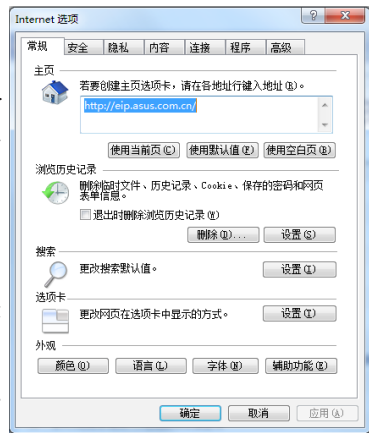 Internet 选项
常规 安全 隐私 内容 连接 程序 高级
主页
若要创建主页选项卡，请在各地址行键入地址(R)。
http://eip.asus.com.cn/
使用当前页(C) 使用默认值(F) 使用空白页(B)
浏览历史记录
删除临时文件、历史记录、Cookie、保存的密码和网页
表单信息。
退出时删除浏览历史记录(W)
删除(D)... 设置(S)
搜索
更改搜索默认值。 设置(I)
选项卡
更改网页在选项卡中显示的方式。 设置(T)
外观
颜色(O) 语言(L) 字体(N) 辅助功能(E)
确定 取消 应用(A)